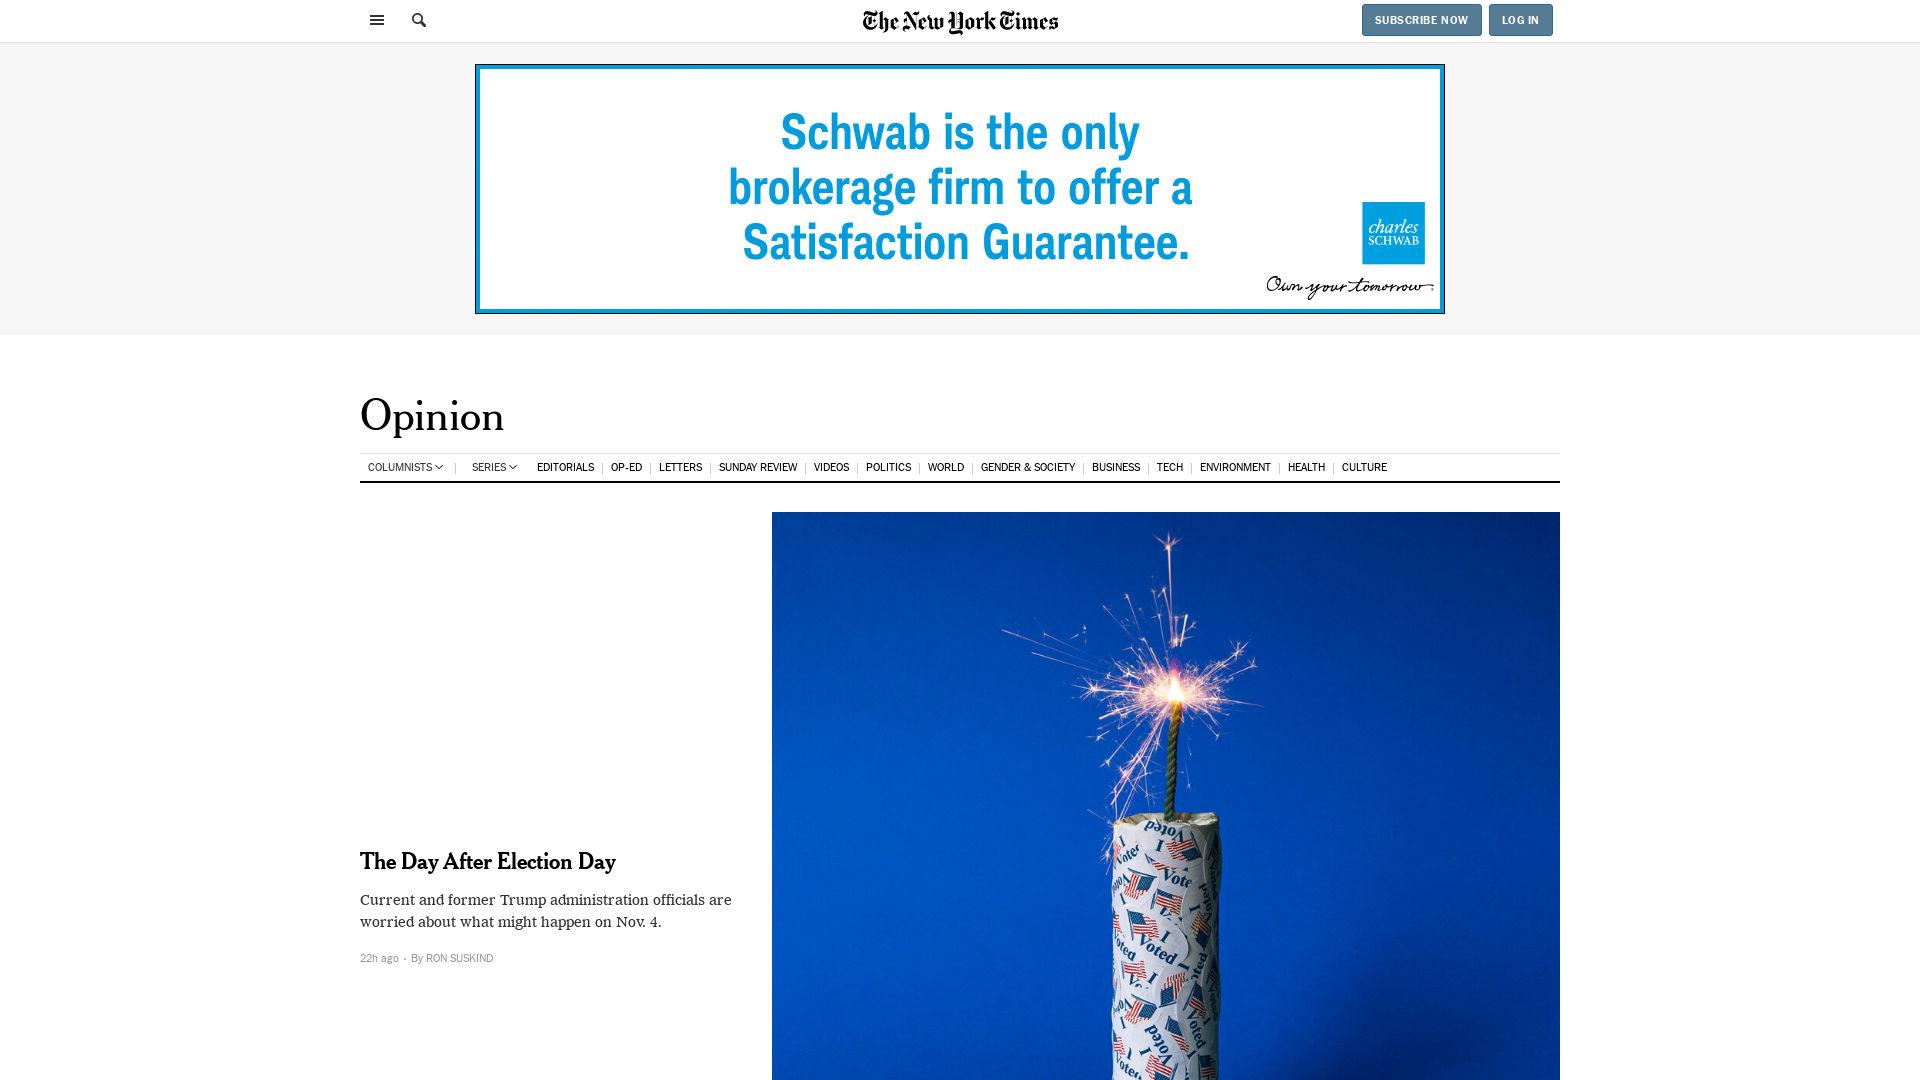 The New York Times
SUBSCRIBE NOW
LOG IN
Schwab is the only
brokerage firm to offer a
Satisfaction Guarantee.
charles
SCHWAB
Own your tomorrow.
Opinion
COLUMNISTS
SERIES
EDITORIALS
OP-ED
LETTERS
SUNDAY REVIEW
VIDEOS
POLITICS
WORLD
GENDER & SOCIETY
BUSINESS
TECH
ENVIRONMENT
HEALTH
CULTURE
The Day After Election Day
Current and former Trump administration officials are
worried about what might happen on Nov. 4.
22h ago • By RON SUSKIND
I Voted